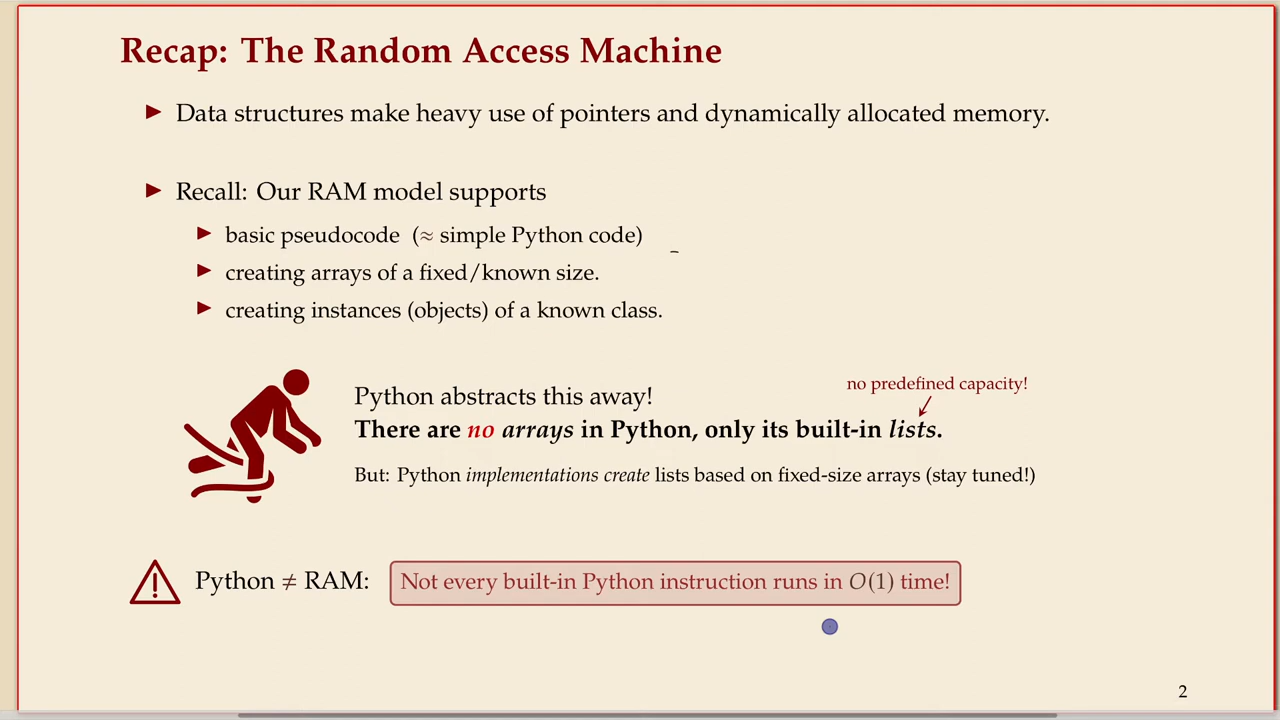 Recap: The Random Access Machine
Data structures make heavy use of pointers and dynamically allocated memory.
Recall: Our RAM model supports
basic pseudocode (≈ simple Python code)
creating arrays of a fixed/known size.
creating instances (objects) of a known class.
Python abstracts this away!
no predefined capacity!
There are no arrays in Python, only its built-in lists.
But: Python implementations create lists based on fixed-size arrays (stay tuned!)
Python ≠ RAM: Not every built-in Python instruction runs in O(1) time!
2